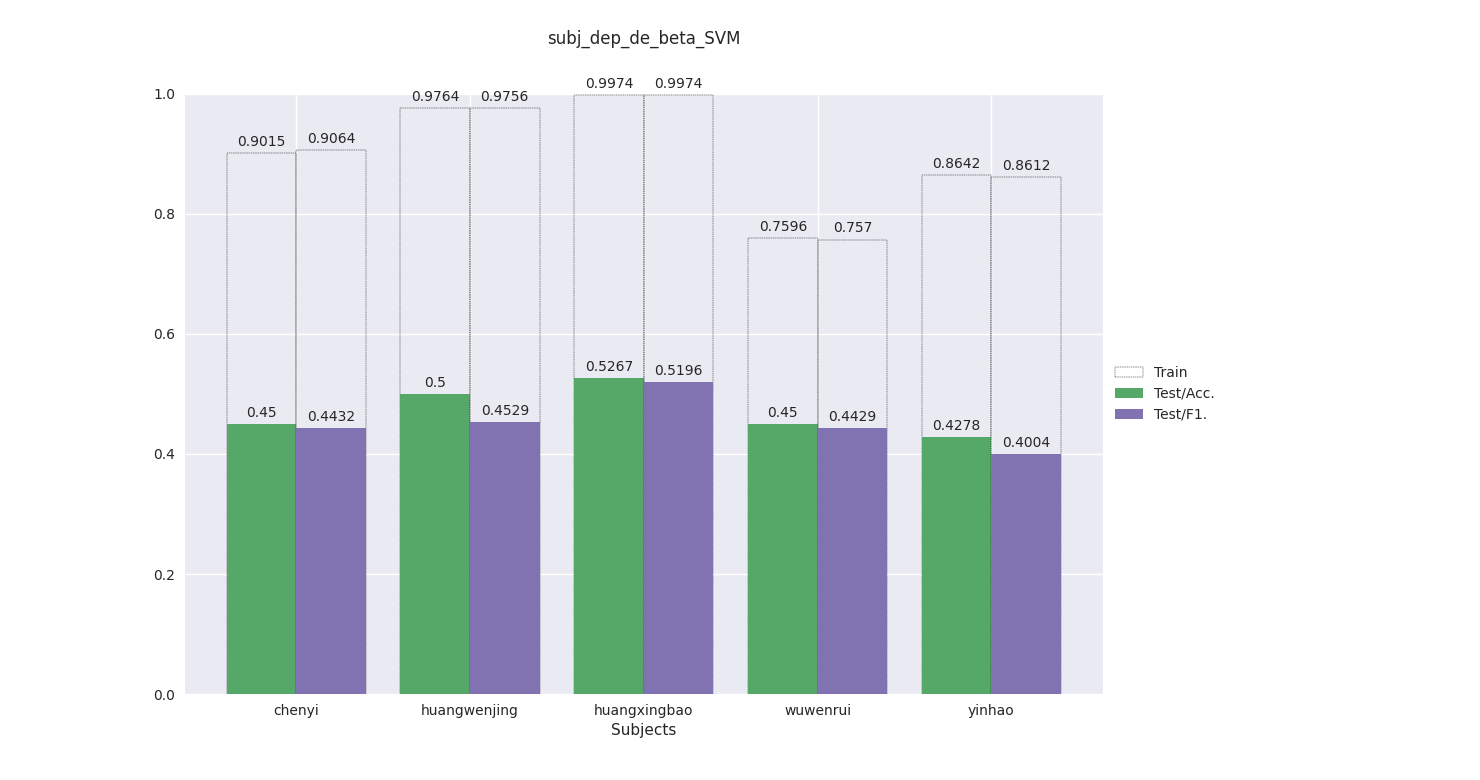 subj_dep_de_beta_SVM
0.9974 0.9974
0.9764 0.9756
0.9015 0.9064
0.8642 0.8612
0.7596 0.757
0.5267 0.5196
0.5
0.45 0.4432 0.4529 0.45 0.4429 0.4278 0.4004
1.0
0.8
0.6
0.4
0.2
0.0
chenyi huangwenjing huangxingbao wuwenrui yinhao
Subjects
Train
Test/Acc.
Test/F1.